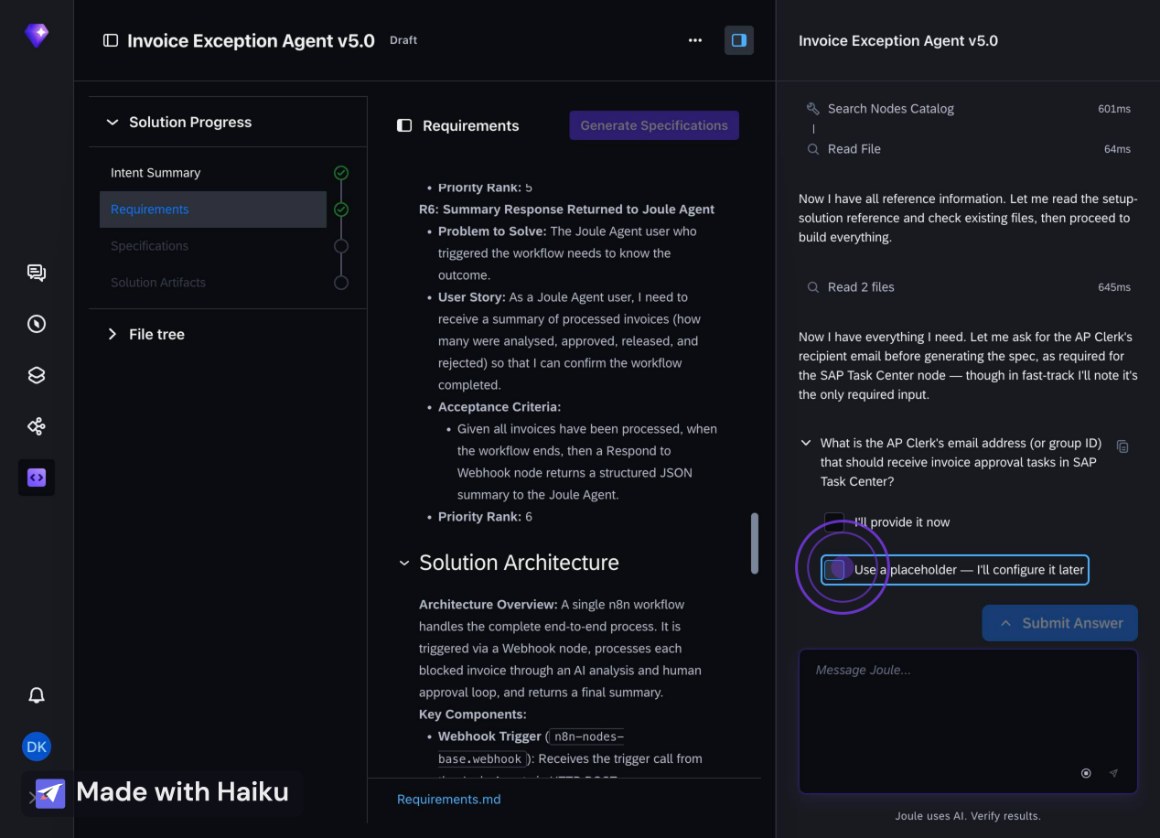 Invoice Exception Agent v5.0
Draft
Invoice Exception Agent v5.0
Solution Progress
Intent Summary
Requirements
Specifications
Solution Artifacts
File tree
DK
Made with Haiku
Requirements
Generate Specifications
• Priority Rank: 5
R6: Summary Response Returned to Joule Agent
• Problem to Solve: The Joule Agent user who
triggered the workflow needs to know the
outcome.
• User Story: As a Joule Agent user, I need to
receive a summary of processed invoices (how
many were analysed, approved, released, and
rejected) so that I can confirm the workflow
completed.
• Acceptance Criteria:
• Given all invoices have been processed, when
the workflow ends, then a Respond to
Webhook node returns a structured JSON
summary to the Joule Agent.
• Priority Rank: 6
Solution Architecture
Architecture Overview: A single n8n workflow
handles the complete end-to-end process. It is
triggered via a Webhook node, processes each
blocked invoice through an AI analysis and human
approval loop, and returns a final summary.
Key Components:
• Webhook Trigger (n8n-nodes-
base.webhook): Receives the trigger call from
Requirements.md
Search Nodes Catalog
601ms
Read File
64ms
Now I have all reference information. Let me read the setup-
solution reference and check existing files, then proceed to
build everything.
Read 2 files
645ms
Now I have everything I need. Let me ask for the AP Clerk's
recipient email before generating the spec, as required for
the SAP Task Center node — though in fast-track I'll note it's
the only required input.
What is the AP Clerk's email address (or group ID)
that should receive invoice approval tasks in SAP
Task Center?
I'll provide it now
Use a placeholder — I'll configure it later
Submit Answer
Message Joule...
Joule uses AI. Verify results.